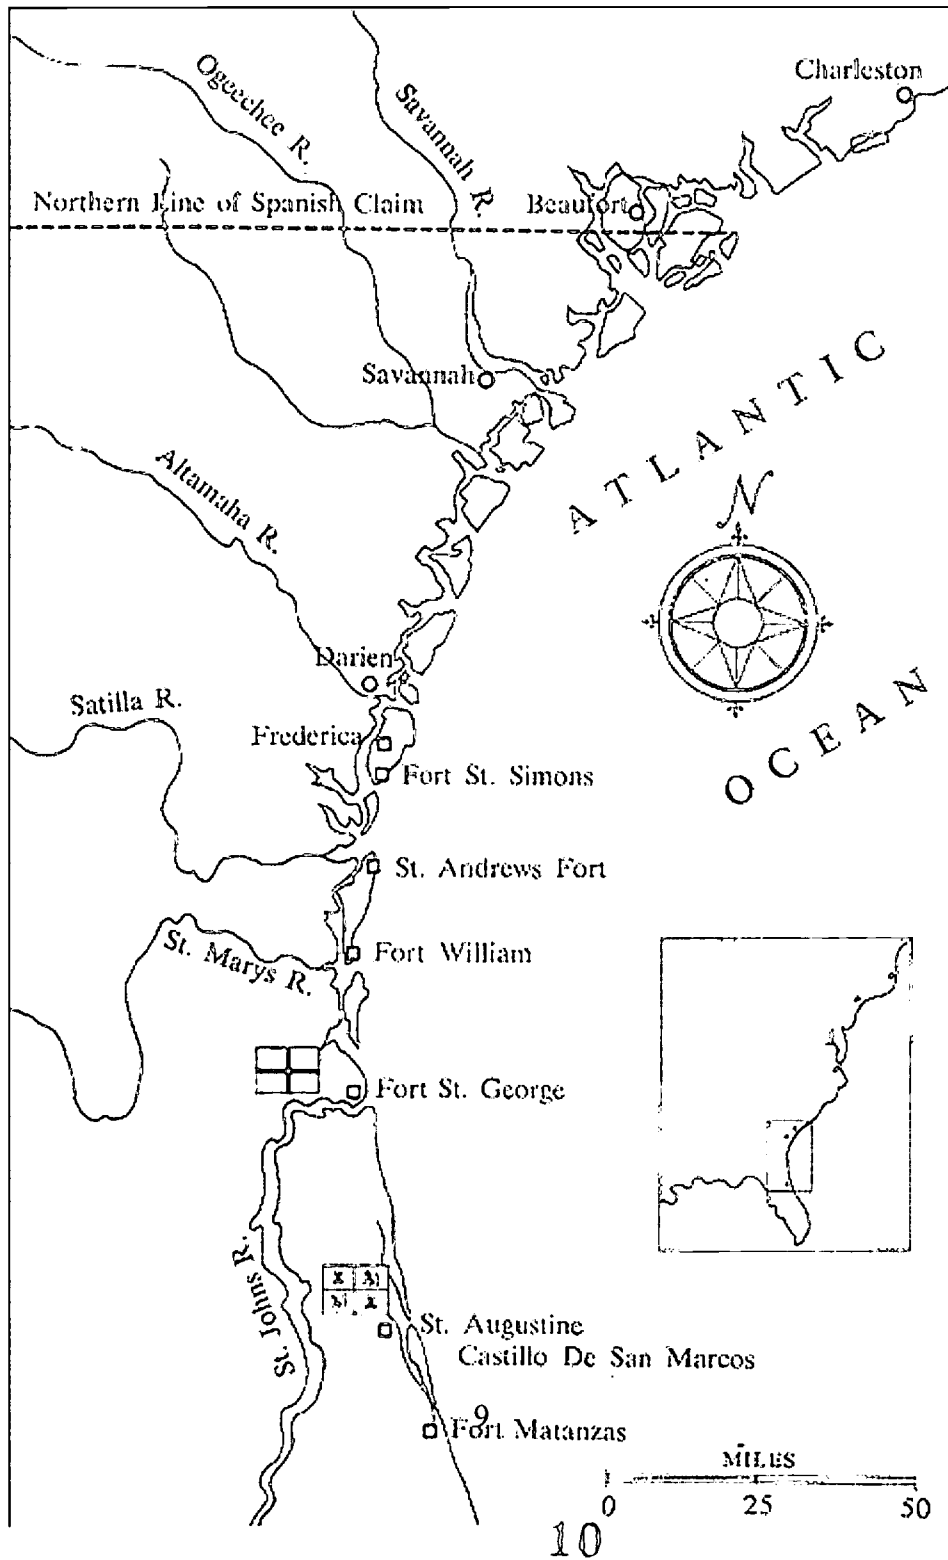 Charleston
Ogeechee R.
Savannah R.
Northern Line of Spanish Claim
Beaufort
Savannah
ATLANTIC
N
Altamaha R.
Darien
Satilla R.
OCEAN
Frederica
Fort St. Simons
St. Andrews Fort
St. Marys R.
Fort William
Fort St. George
St. Johns R.
St. Augustine
Castillo De San Marcos
9
Fort Matanzas
MILES
0 25 50
10